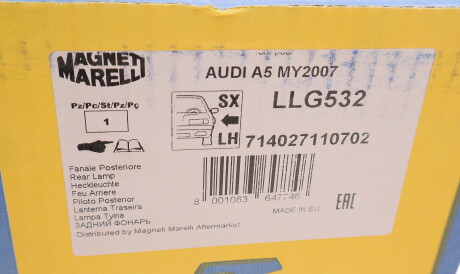 MAGNETI
MARELLI
AUDI A5 MY2007
Pz/Pc/St/Pz/Pç
1
SX
LH
LLG532
714027110702
Fanale Posteriore
Rear Lamp
Heckleuchte
Feu Arriere
Piloto Posterior
Lanterna Traseira
Lampa Tylna
ЗАДНИЙ ФОНАРЬ
Distributed by Magneti Marelli Aftermarket
8 001063 647746
MADE IN EU
EAC